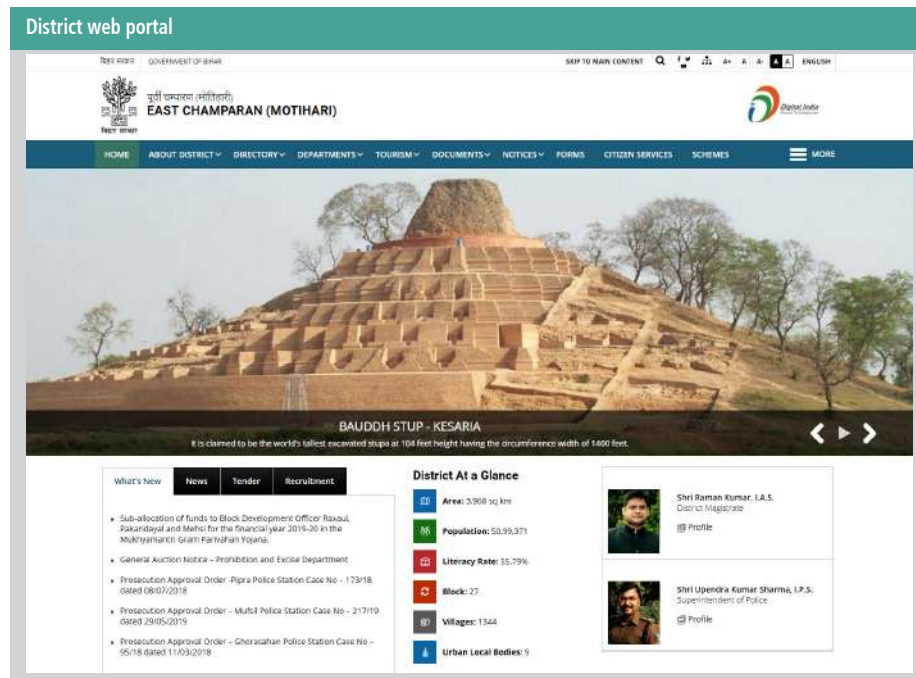 District web portal
बिहार सरकार GOVERNMENT OF BIHAR
SKIP TO MAIN CONTENT A+ A A- A A ENGLISH
पूर्वी चम्पारण (मोतिहारी)
EAST CHAMPARAN (MOTIHARI)
बिहार सरकार
Digital India
HOME ABOUT DISTRICT DIRECTORY DEPARTMENTS TOURISM DOCUMENTS NOTICES FORMS CITIZEN SERVICES SCHEMES MORE
BAUDDH STUP - KESARIA
It is claimed to be the world's tallest excavated stupa at 104 feet height having the circumference width of 1400 feet.
What's New News Tender Recruitment
Sub-allocation of funds to Block Development Officer Raxaul,
Pakaridayal and Mehsi for the financial year 2019-20 in the
Mukhyamantri Gram Parivahan Yojana.
General Auction Notice – Prohibition and Excise Department
Prosecution Approval Order -Pipra Police Station Case No – 173/18
dated 08/07/2018
Prosecution Approval Order – Mufsil Police Station Case No – 217/19
dated 29/05/2019
Prosecution Approval Order – Ghorasahan Police Station Case No –
95/18 dated 11/03/2018
District At a Glance
Area: 3,968 sq km
Population: 50,99,371
Literacy Rate: 55.79%
Block: 27
Villages: 1344
Urban Local Bodies: 9
Shri Raman Kumar, I.A.S.
District Magistrate
Profile
Shri Upendra Kumar Sharma, I.P.S.
Superintendent of Police
Profile